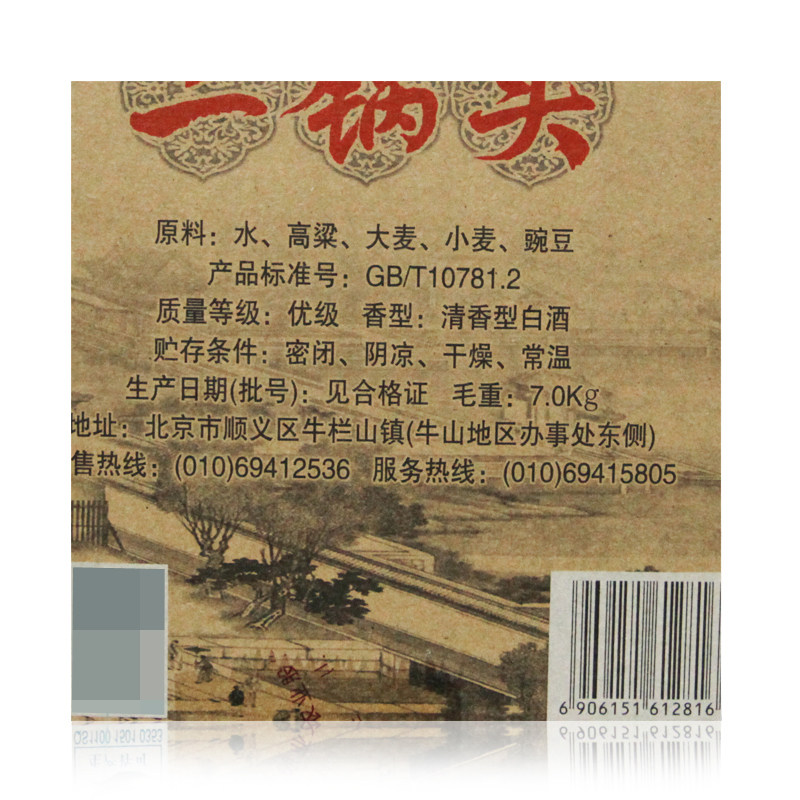 二锅头
原料：水、高粱、大麦、小麦、豌豆
产品标准号：GB/T10781.2
质量等级：优级 香型：清香型白酒
贮存条件：密闭、阴凉、干燥、常温
生产日期(批号)：见合格证 毛重：7.0Kg
地址：北京市顺义区牛栏山镇(牛山地区办事处东侧)
售热线：(010)69412536 服务热线：(010)69415805
6 906151 612816